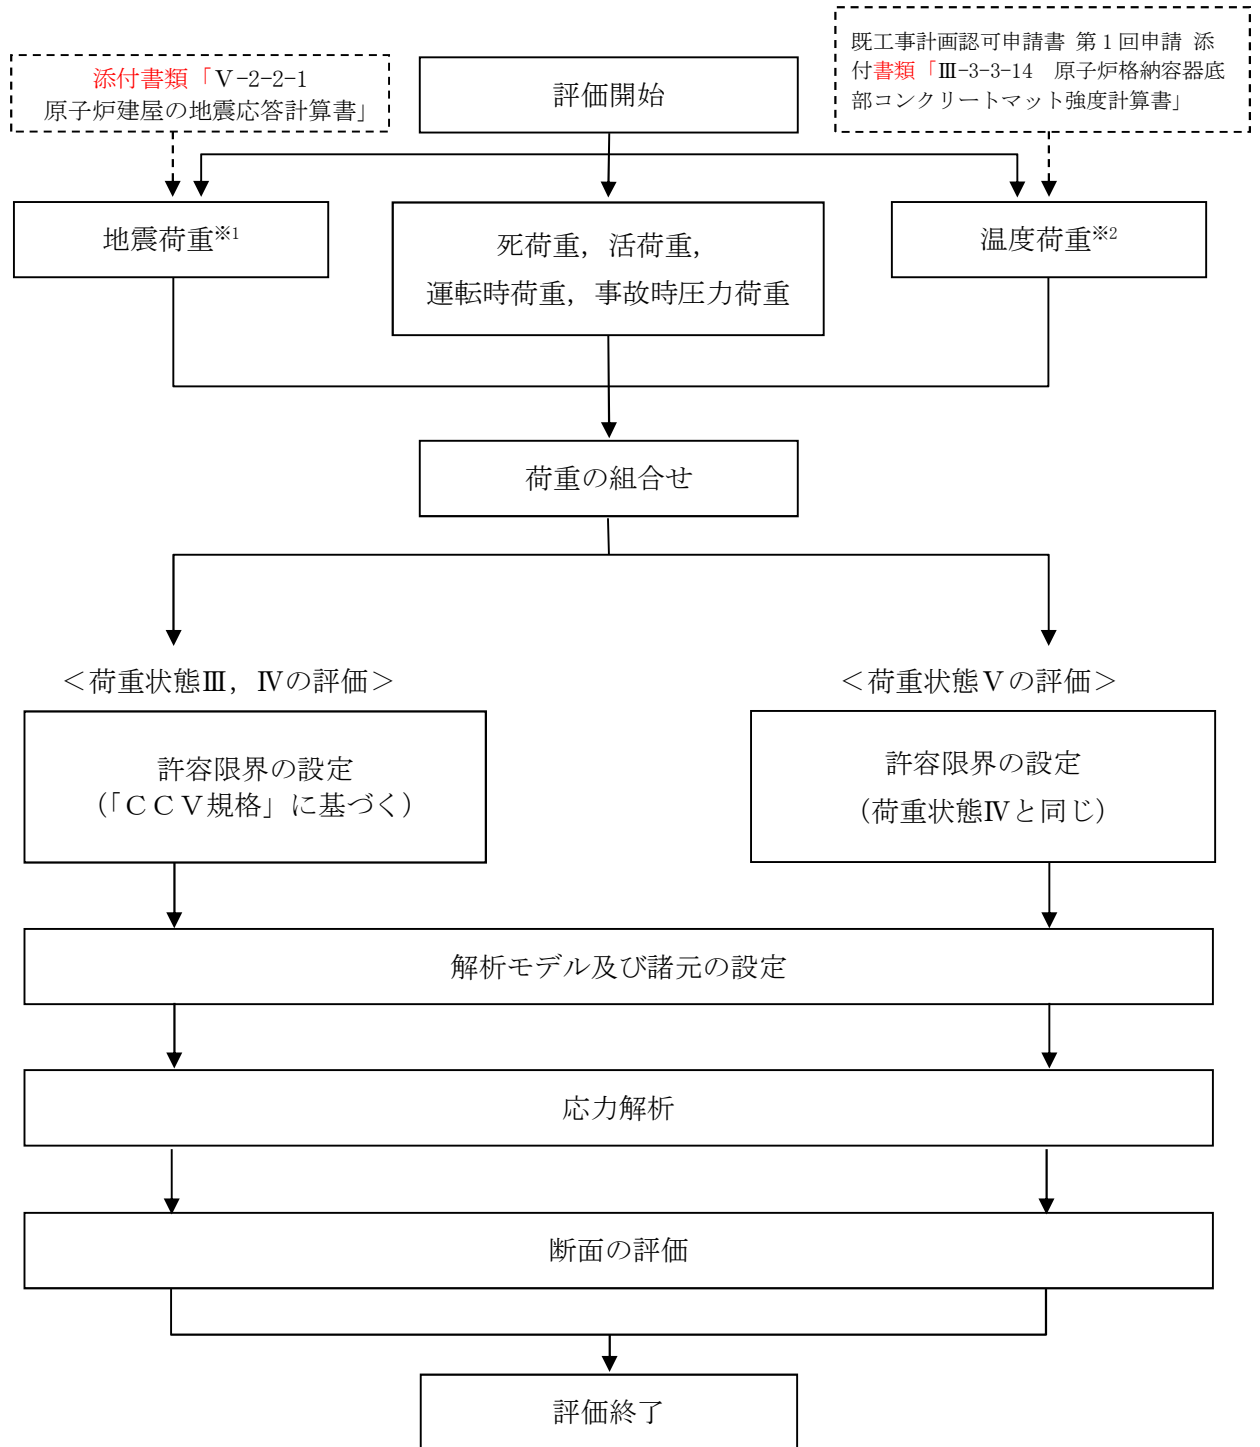 添付書類「Ⅴ-2-2-1
原子炉建屋の地震応答計算書」
評価開始
既工事計画認可申請書 第1回申請 添
付書類「Ⅲ-3-3-14 原子炉格納容器底
部コンクリートマット強度計算書」
地震荷重※1
死荷重，活荷重，
運転時荷重，事故時圧力荷重
温度荷重※2
荷重の組合せ
＜荷重状態Ⅲ，Ⅳの評価＞
＜荷重状態Ⅴの評価＞
許容限界の設定
（「ＣＣＶ規格」に基づく）
許容限界の設定
（荷重状態Ⅳと同じ）
解析モデル及び諸元の設定
応力解析
断面の評価
評価終了